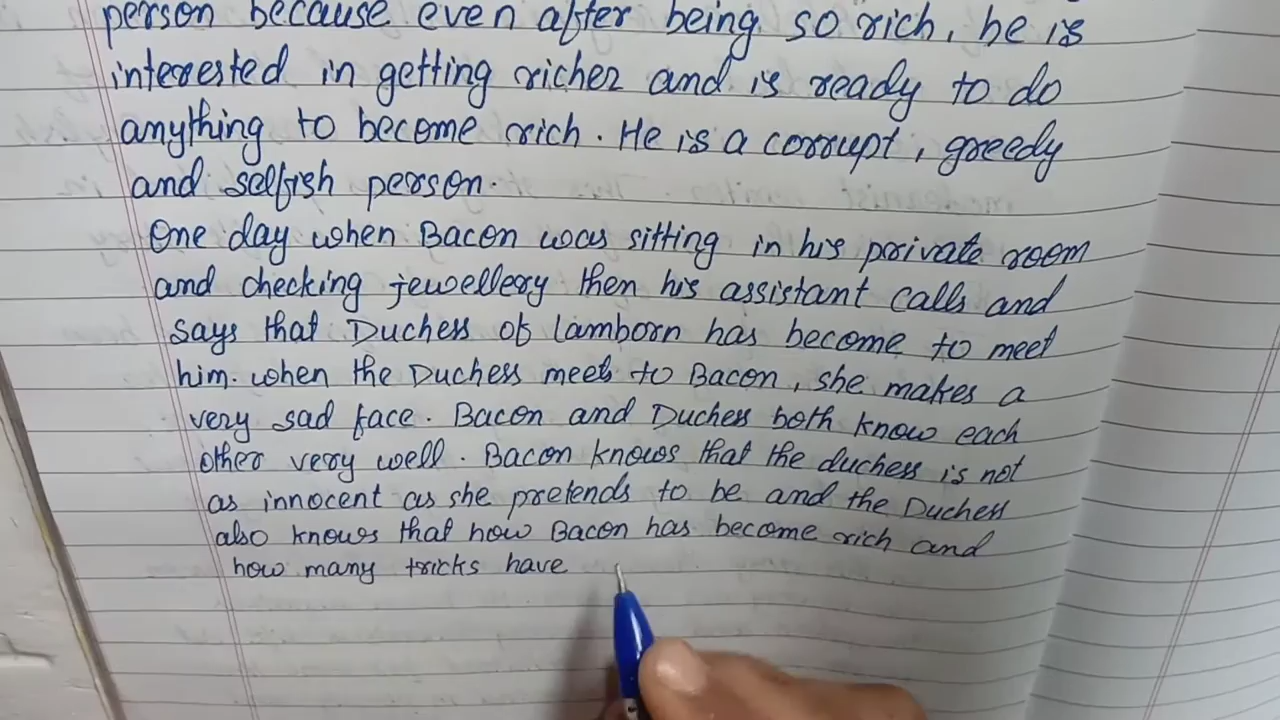 person because even after being so rich, he is
interested in getting richer and is ready to do
anything to become rich. He is a corrupt, greedy
and selfish person.
One day when Bacon was sitting in his private room
and checking jewellery then his assistant calls and
says that Duchess of lamborn has become to meet
him. when the Duchess meets to Bacon, she makes a
very sad face. Bacon and Duchess both know each
other very well. Bacon knows that the duchess is not
as innocent as she pretends to be and the Duchess
also knows that how Bacon has become rich and
how many tricks have